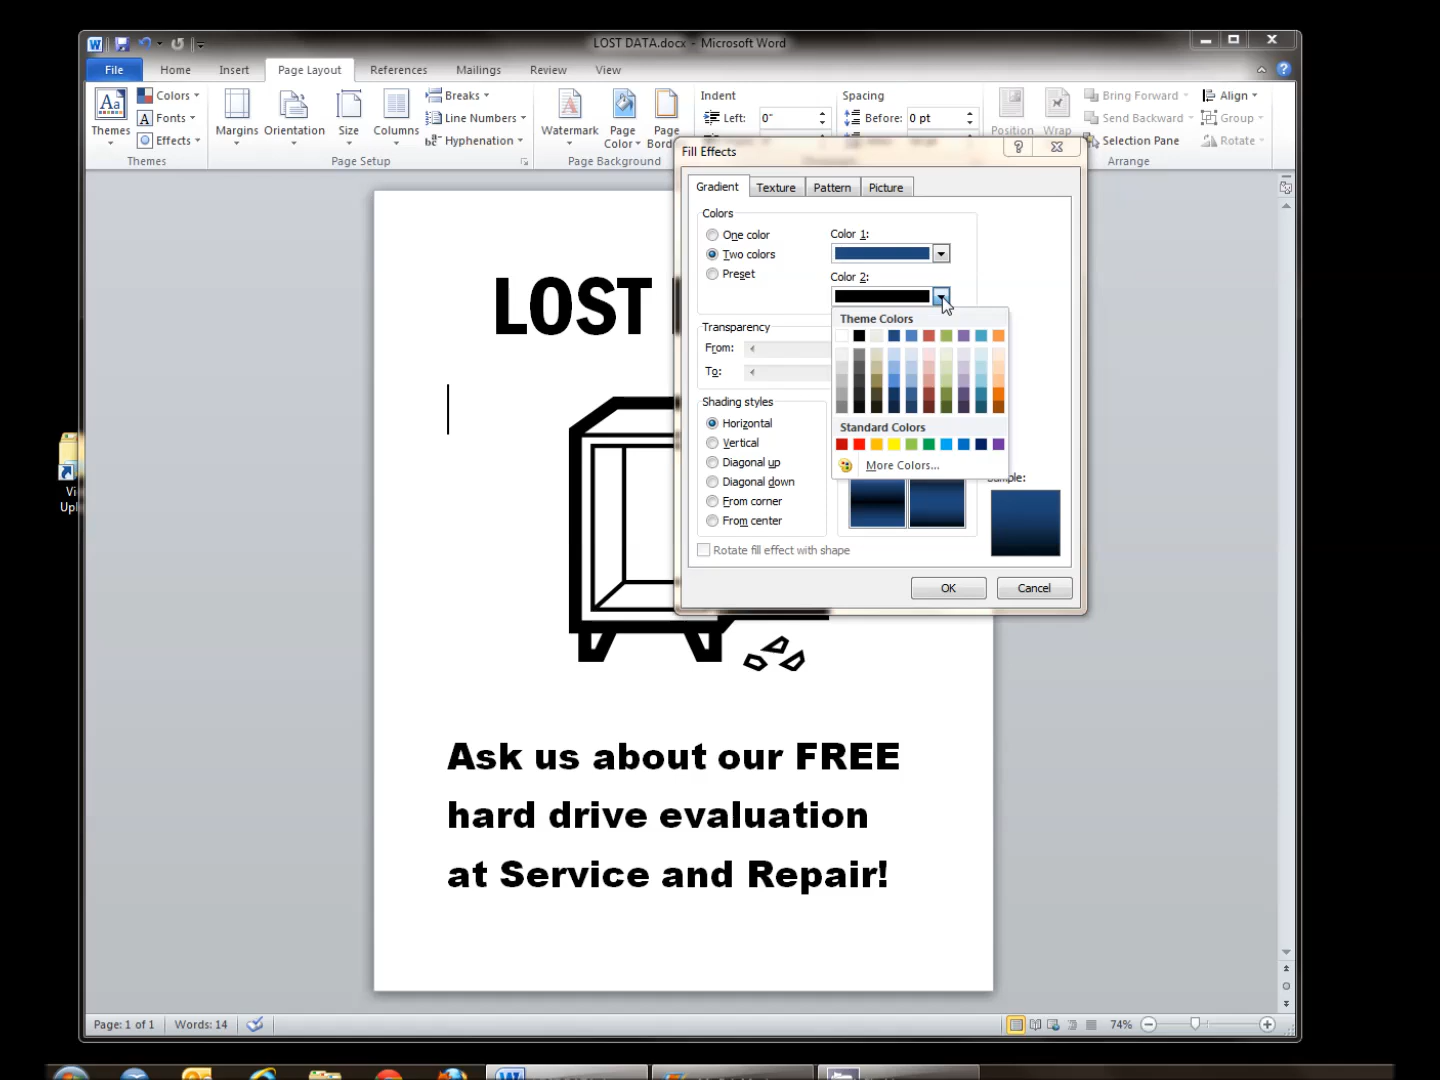 LOST DATA.docx - Microsoft Word
File Home Insert Page Layout References Mailings Review View
Themes
Colors
Fonts
Effects
Themes
Margins Orientation Size Columns
Breaks
Line Numbers
Hyphenation
Page Setup
Watermark Page Color Page
Page Background
Indent
Left: 0"
Spacing
Before: 0 pt
Position Wrap
Bring Forward
Send Backward
Selection Pane
Align
Group
Rotate
Arrange
Fill Effects
Gradient Texture Pattern Picture
Colors
One color
Two colors
Preset
Color 1:
Color 2:
Theme Colors
Standard Colors
More Colors...
Transparency
From:
To:
Shading styles
Horizontal
Vertical
Diagonal up
Diagonal down
From corner
From center
Rotate fill effect with shape
OK Cancel
LOST
Ask us about our FREE
hard drive evaluation
at Service and Repair!
Page: 1 of 1 Words: 14
74%